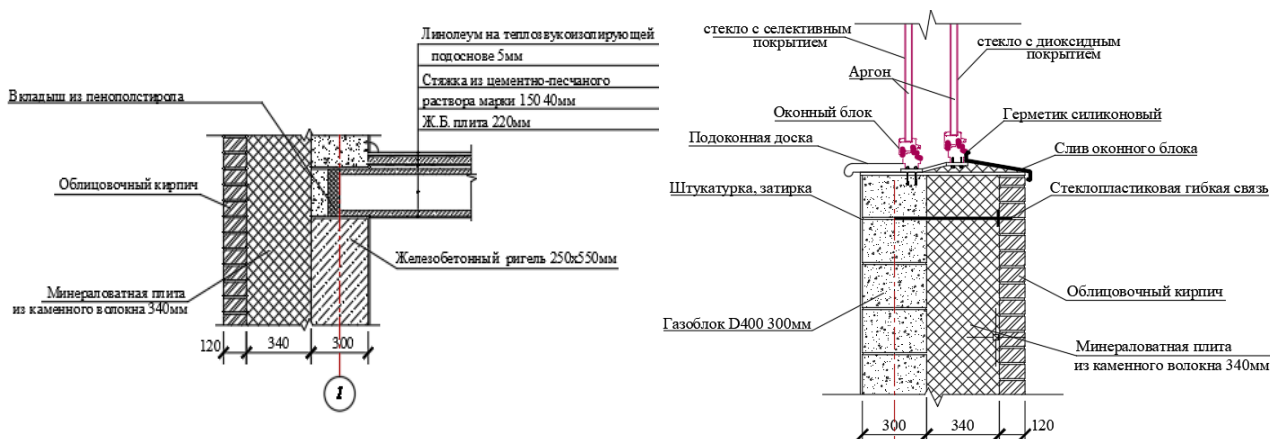 Линолеум на теплозвукоизолирующей
подоснове 5мм
Стяжка из цементно-песчаного
раствора марки 150 40мм
Ж.Б. плита 220мм
Вкладыш из пенополстирола
Облицовочный кирпич
Железобетонный ригель 250х550мм
Минераловатная плита
из каменного волокна 340мм
120 340 300
1
стекло с селективным
покрытием
стекло с диоксидным
покрытием
Аргон
Оконный блок
Герметик силиконовый
Подоконная доска
Слив оконного блока
Штукатурка, затирка
Стеклопластиковая гибкая связь
Облицовочный кирпич
Газоблок D400 300мм
Минераловатная плита
из каменного волокна 340мм
300 340 120